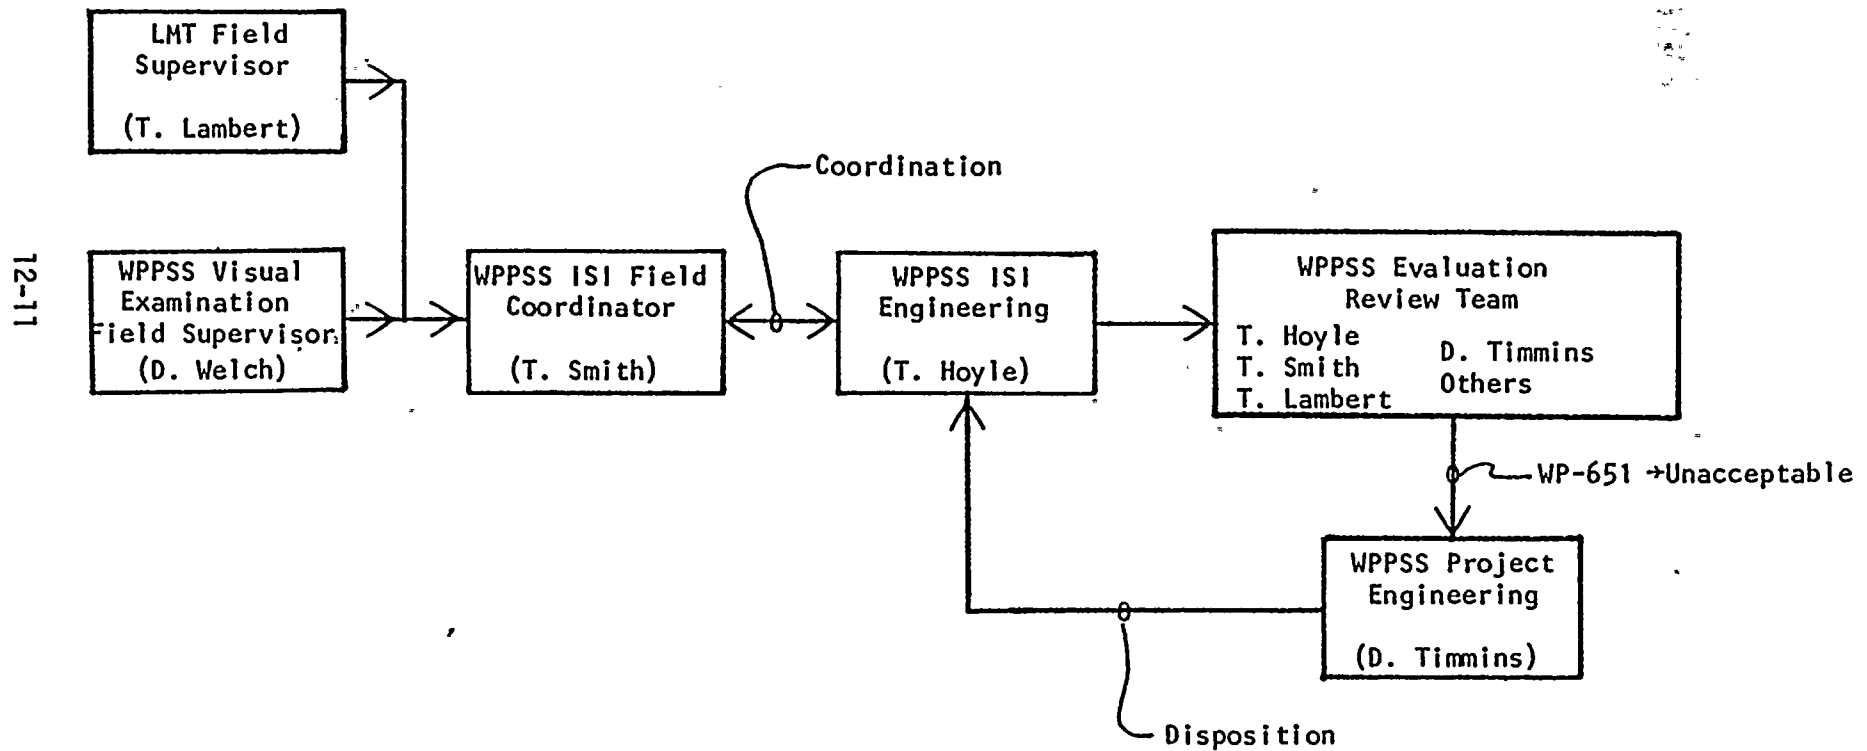 LMT Field
Supervisor
(T. Lambert)
Coordination
12-11
WPPSS Visual
Examination
Field Supervisor
(D. Welch)
WPPSS ISI Field
Coordinator
(T. Smith)
WPPSS ISI
Engineering
(T. Hoyle)
WPPSS Evaluation
Review Team
T. Hoyle
T. Smith
T. Lambert
D. Timmins
Others
WP-651 →Unacceptable
WPPSS Project
Engineering
(D. Timmins)
Disposition